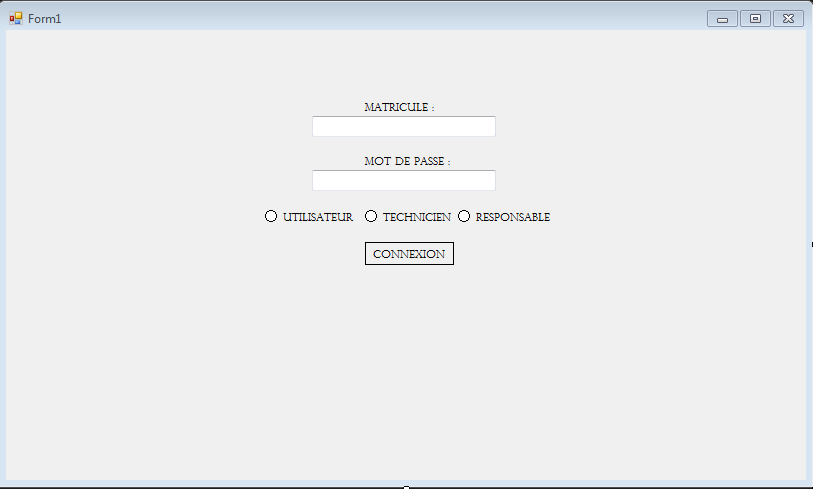 Form1
MATRICULE :
MOT DE PASSE :
UTILISATEUR TECHNICIEN RESPONSABLE
CONNEXION